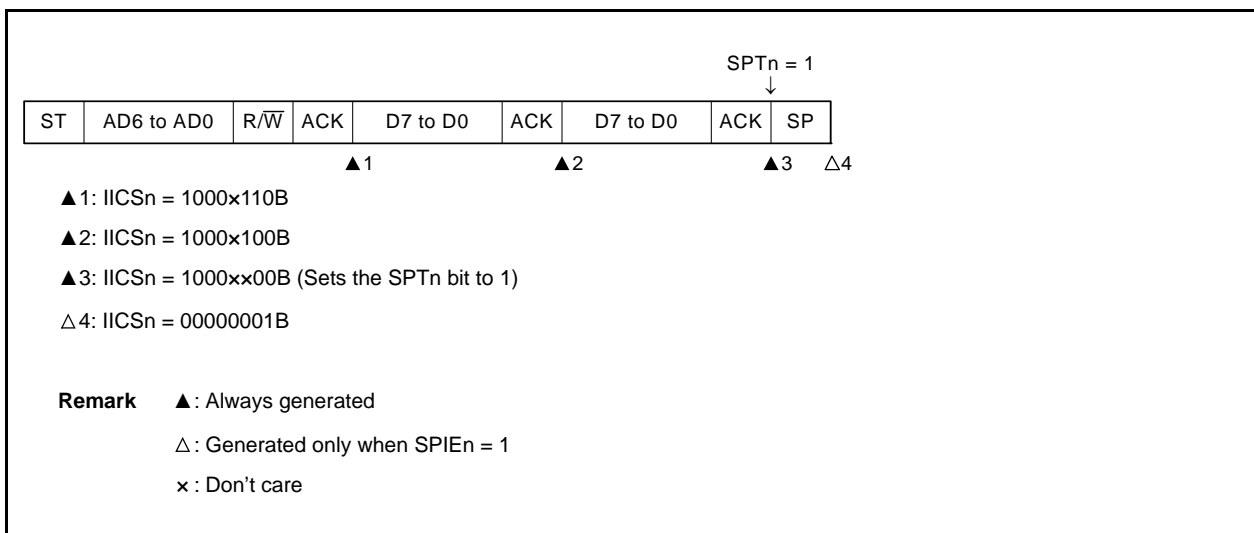 SPTn = 1
↓
ST AD6 to AD0 R/W̅ ACK D7 to D0 ACK D7 to D0 ACK SP
▲1 ▲2 ▲3 △4
▲1: IICSn = 1000×110B
▲2: IICSn = 1000×100B
▲3: IICSn = 1000××00B (Sets the SPTn bit to 1)
△4: IICSn = 00000001B
Remark ▲: Always generated
△: Generated only when SPIEn = 1
×: Don't care